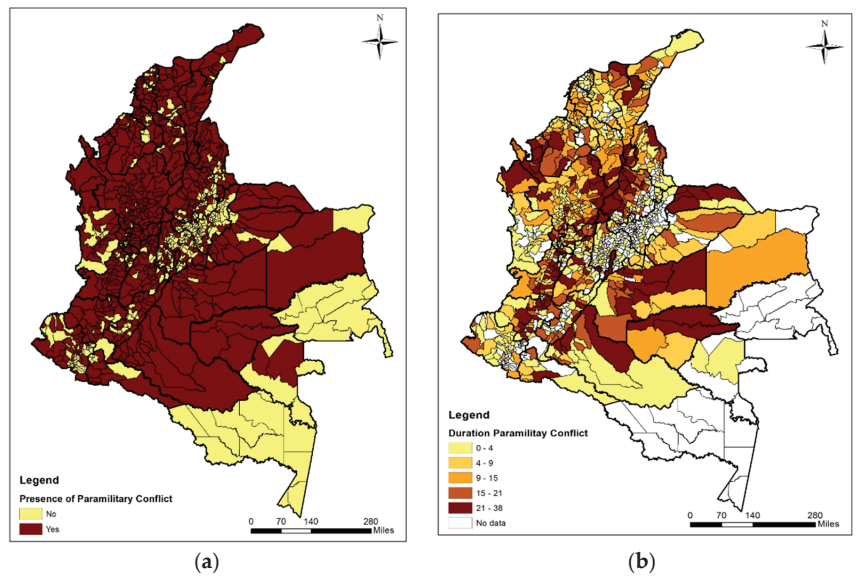 N
Legend
Presence of Paramilitary Conflict
No
Yes
0 70 140 280
Miles
(a)
N
Legend
Duration Paramilitay Conflict
0 - 4
4 - 9
9 - 15
15 - 21
21 - 38
No data
0 70 140 280
Miles
(b)